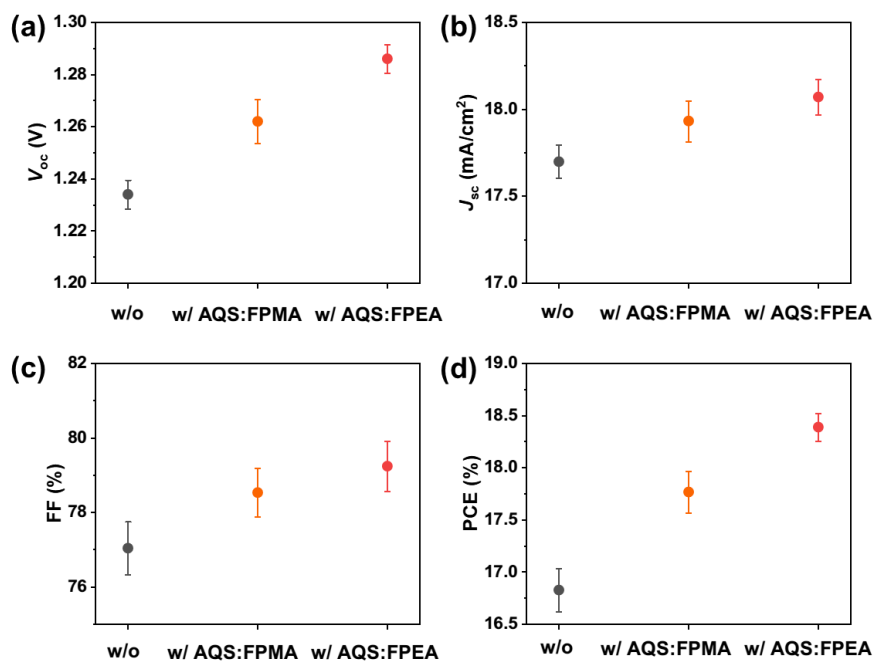 (a)
1.30
1.28
1.26
1.24
1.22
1.20
Voc (V)
w/o
w/ AQS:FPMA
w/ AQS:FPEA
(b)
18.5
18.0
17.5
17.0
Jsc (mA/cm²)
w/o
w/ AQS:FPMA
w/ AQS:FPEA
(c)
82
80
78
76
FF (%)
w/o
w/ AQS:FPMA
w/ AQS:FPEA
(d)
19.0
18.5
18.0
17.5
17.0
16.5
PCE (%)
w/o
w/ AQS:FPMA
w/ AQS:FPEA